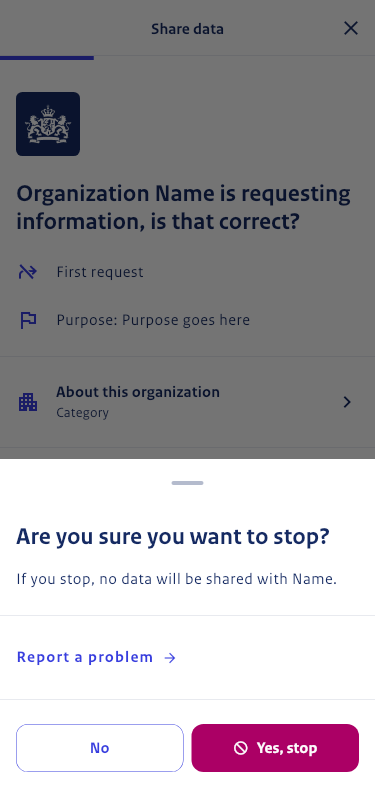 Share data
Organization Name is requesting
information, is that correct?
First request
Purpose: Purpose goes here
About this organization
Category
Are you sure you want to stop?
If you stop, no data will be shared with Name.
Report a problem
No
Yes, stop